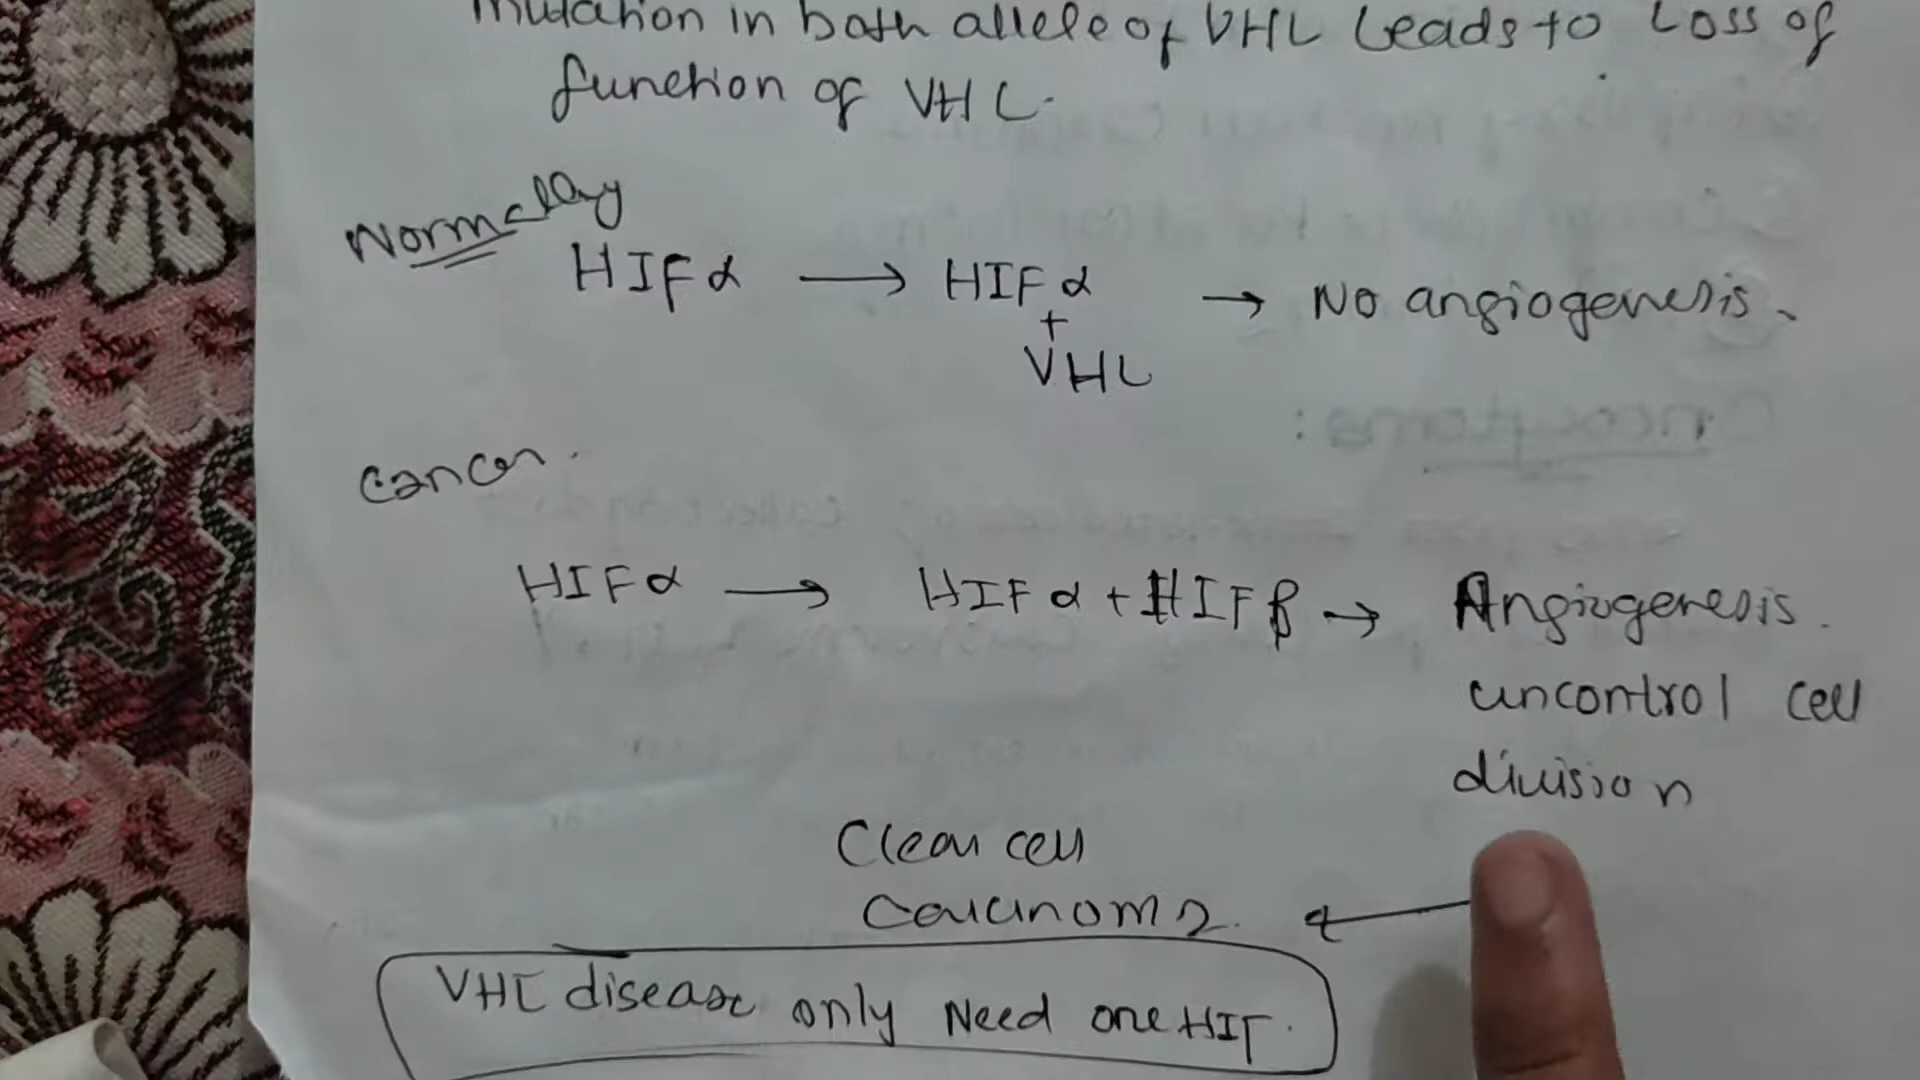 mutation in both allele of VHL Leads to Loss of
function of VHL.
Normally
HIFα → HIFα → No angiogenesis.
+
VHL
cancer.
HIFα → HIFα + HIFβ → Angiogenesis.
uncontrol cell
division
Clear cell
carcinoma.
←
VHL disease only Need one HIT.